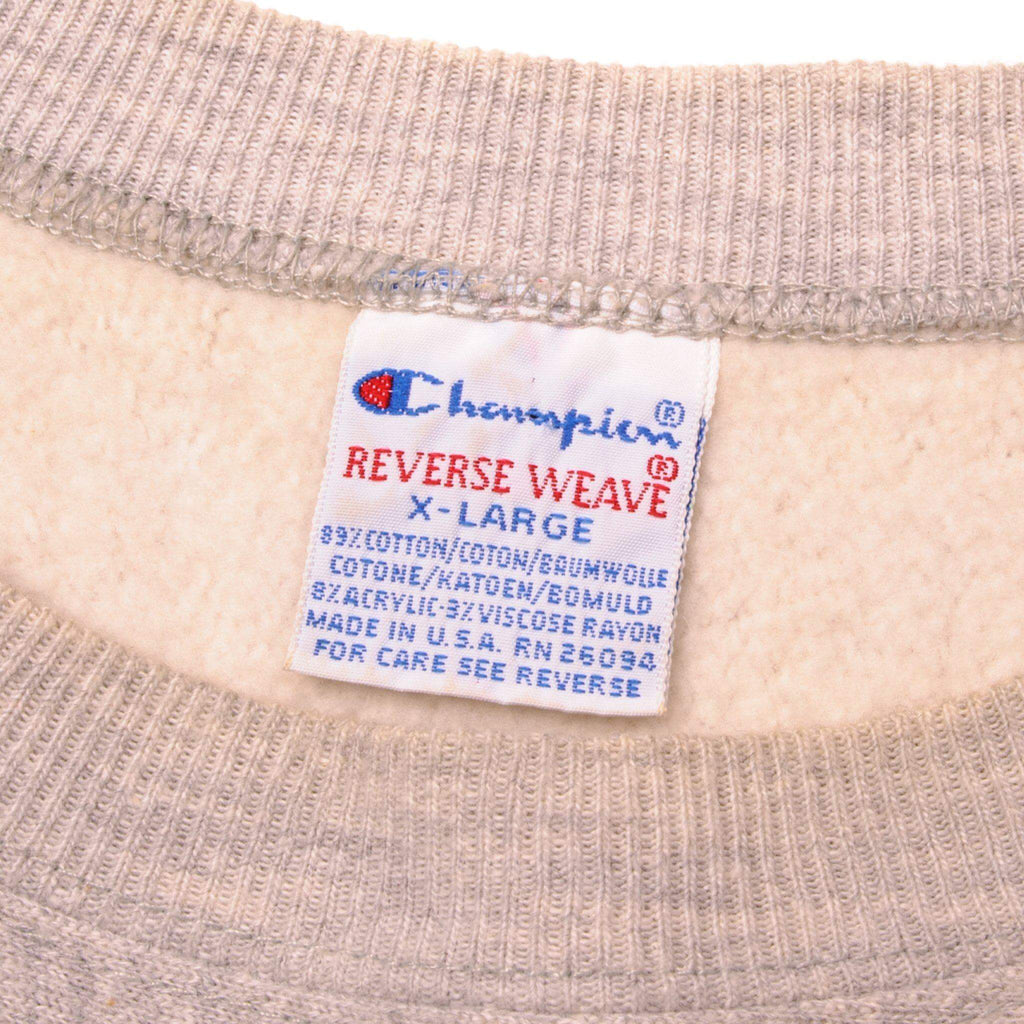 Champion ®
REVERSE WEAVE ®
X-LARGE
89% COTTON/COTON/BAUMWOLLE
COTONE/KATOEN/BOMULD
8% ACRYLIC-3% VISCOSE RAYON
MADE IN U.S.A. RN 26094
FOR CARE SEE REVERSE